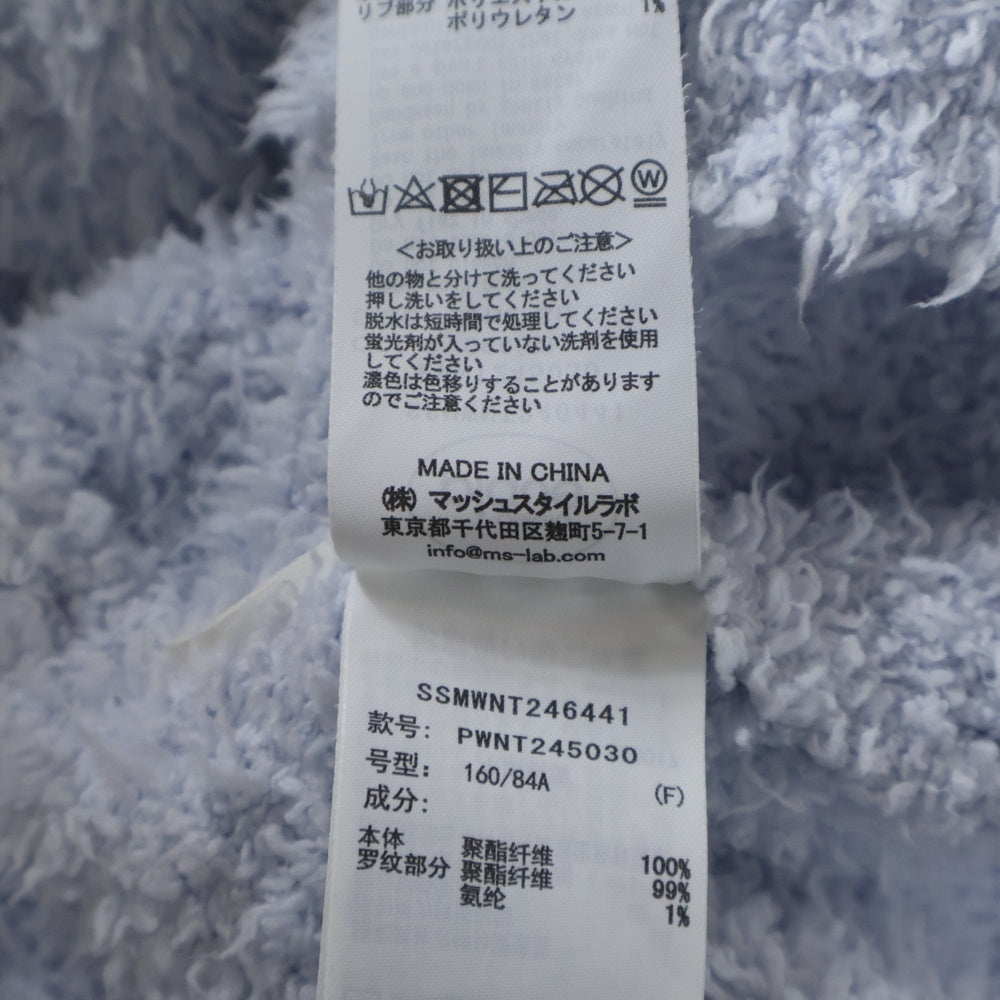 リブ部分 ポリエステル
ポリウレタン 1%
W
<お取り扱い上のご注意>
他の物と分けて洗ってください
押し洗いをしてください
脱水は短時間で処理してください
蛍光剤が入っていない洗剤を使用
してください
濃色は色移りすることがあります
のでご注意ください
MADE IN CHINA
(株) マッシュスタイルラボ
東京都千代田区麹町5-7-1
info@ms-lab.com
SSMWNT246441
款号: PWNT245030
号型: 160/84A (F)
成分:
本体 聚酯纤维 100%
罗纹部分 聚酯纤维 99%
氨纶 1%